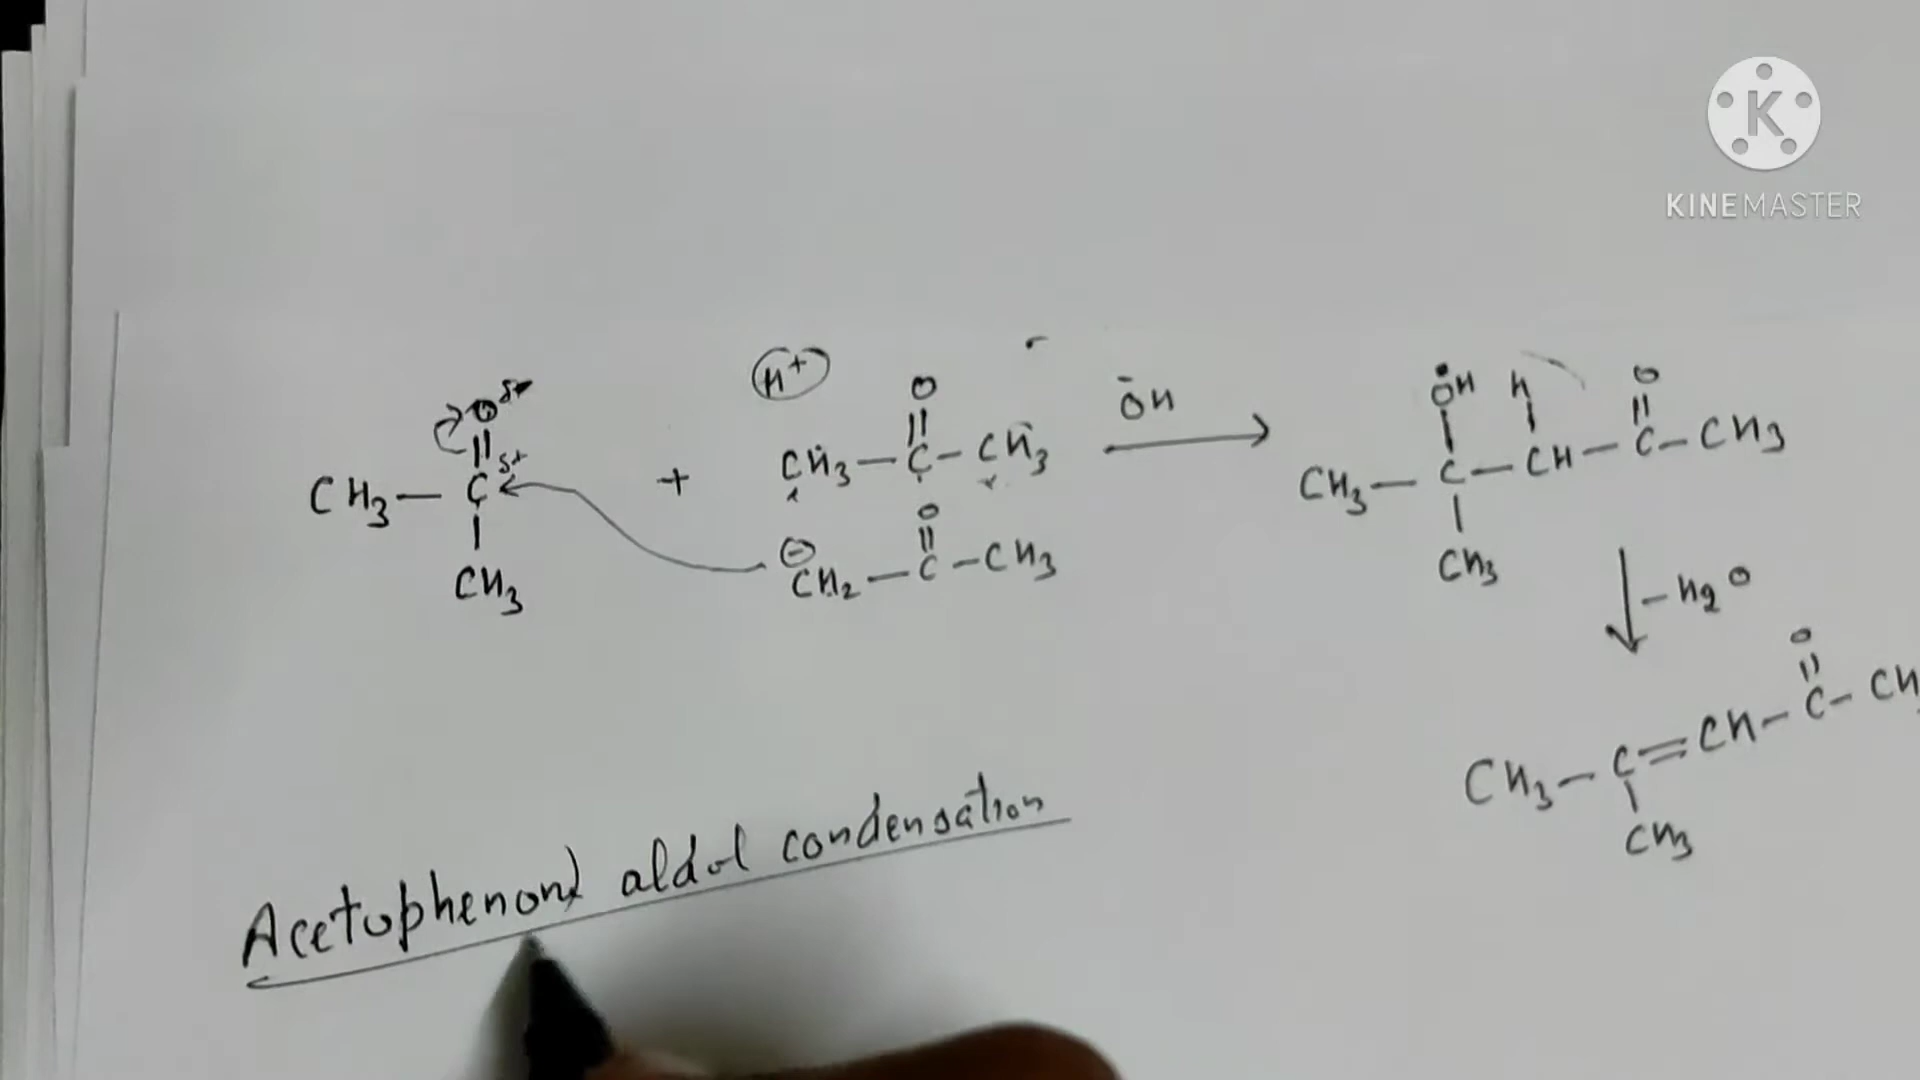 H+
O δ- O OH H O
|| δ+ || ŌH | | ||
CH3 — C + CH3 — C — CH3 → CH3 — C — CH — C — CH3
| O |
CH3 ⊖ || CH3
CH2 — C — CH3
↓ - H2O
O
||
CH3 — C = CH — C — CH
|
CH3
Acetophenone aldol condensation
KINEMASTER